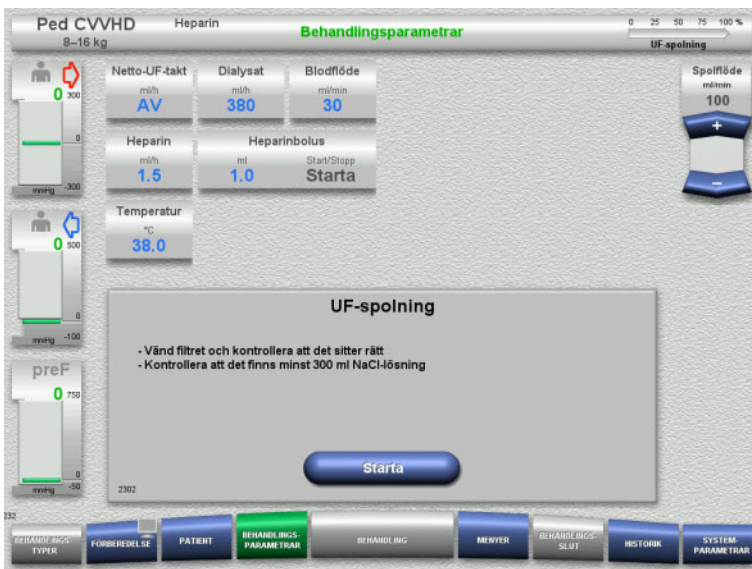 Ped CVVHD Heparin Behandlingsparametrar 0 25 50 75 100 %
8–16 kg UF-spolning
Netto-UF-takt Dialysat Blodflöde Spolflöde
ml/h ml/h ml/min ml/min
AV 380 30 100
0 300
0
mmHg -300
+
–
Heparin Heparinbolus
ml/h ml Start/Stopp
1.5 1.0 Starta
Temperatur
°C
38.0
0 500
0
mmHg -100
UF-spolning
- Vänd filtret och kontrollera att det sitter rätt
- Kontrollera att det finns minst 300 ml NaCl-lösning
preF
0 750
0
mmHg -50
Starta
2302
232
BEHANDLINGS- FÖRBEREDELSE PATIENT BEHANDLINGS- BEHANDLING MENYER BEHANDLINGS- HISTORIK SYSTEM-
TYPER PARAMETRAR SLUT PARAMETRAR